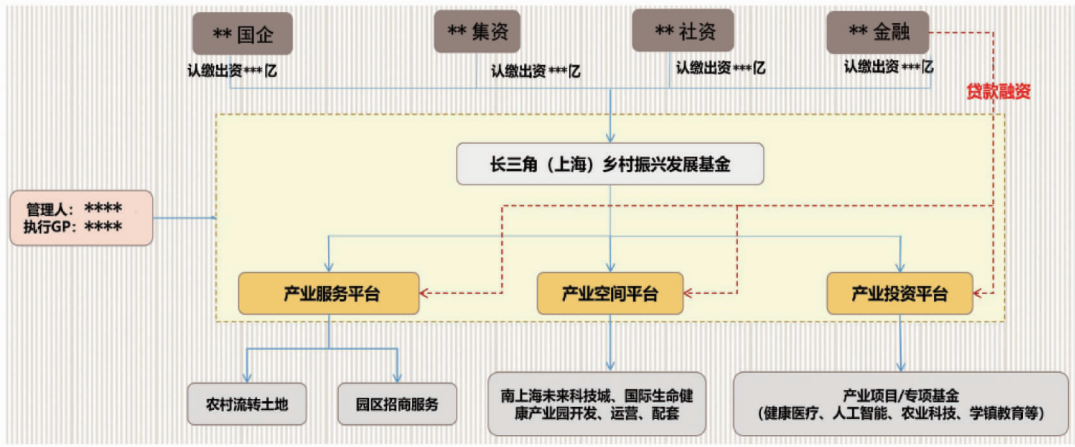 ** 国企
** 集资
** 社资
** 金融
认缴出资***亿
认缴出资***亿
认缴出资***亿
认缴出资***亿
贷款融资
长三角（上海）乡村振兴发展基金
管理人：****
执行GP：****
产业服务平台
产业空间平台
产业投资平台
农村流转土地
园区招商服务
南上海未来科技城、国际生命健
康产业园开发、运营、配套
产业项目/专项基金
（健康医疗、人工智能、农业科技、学镇教育等）